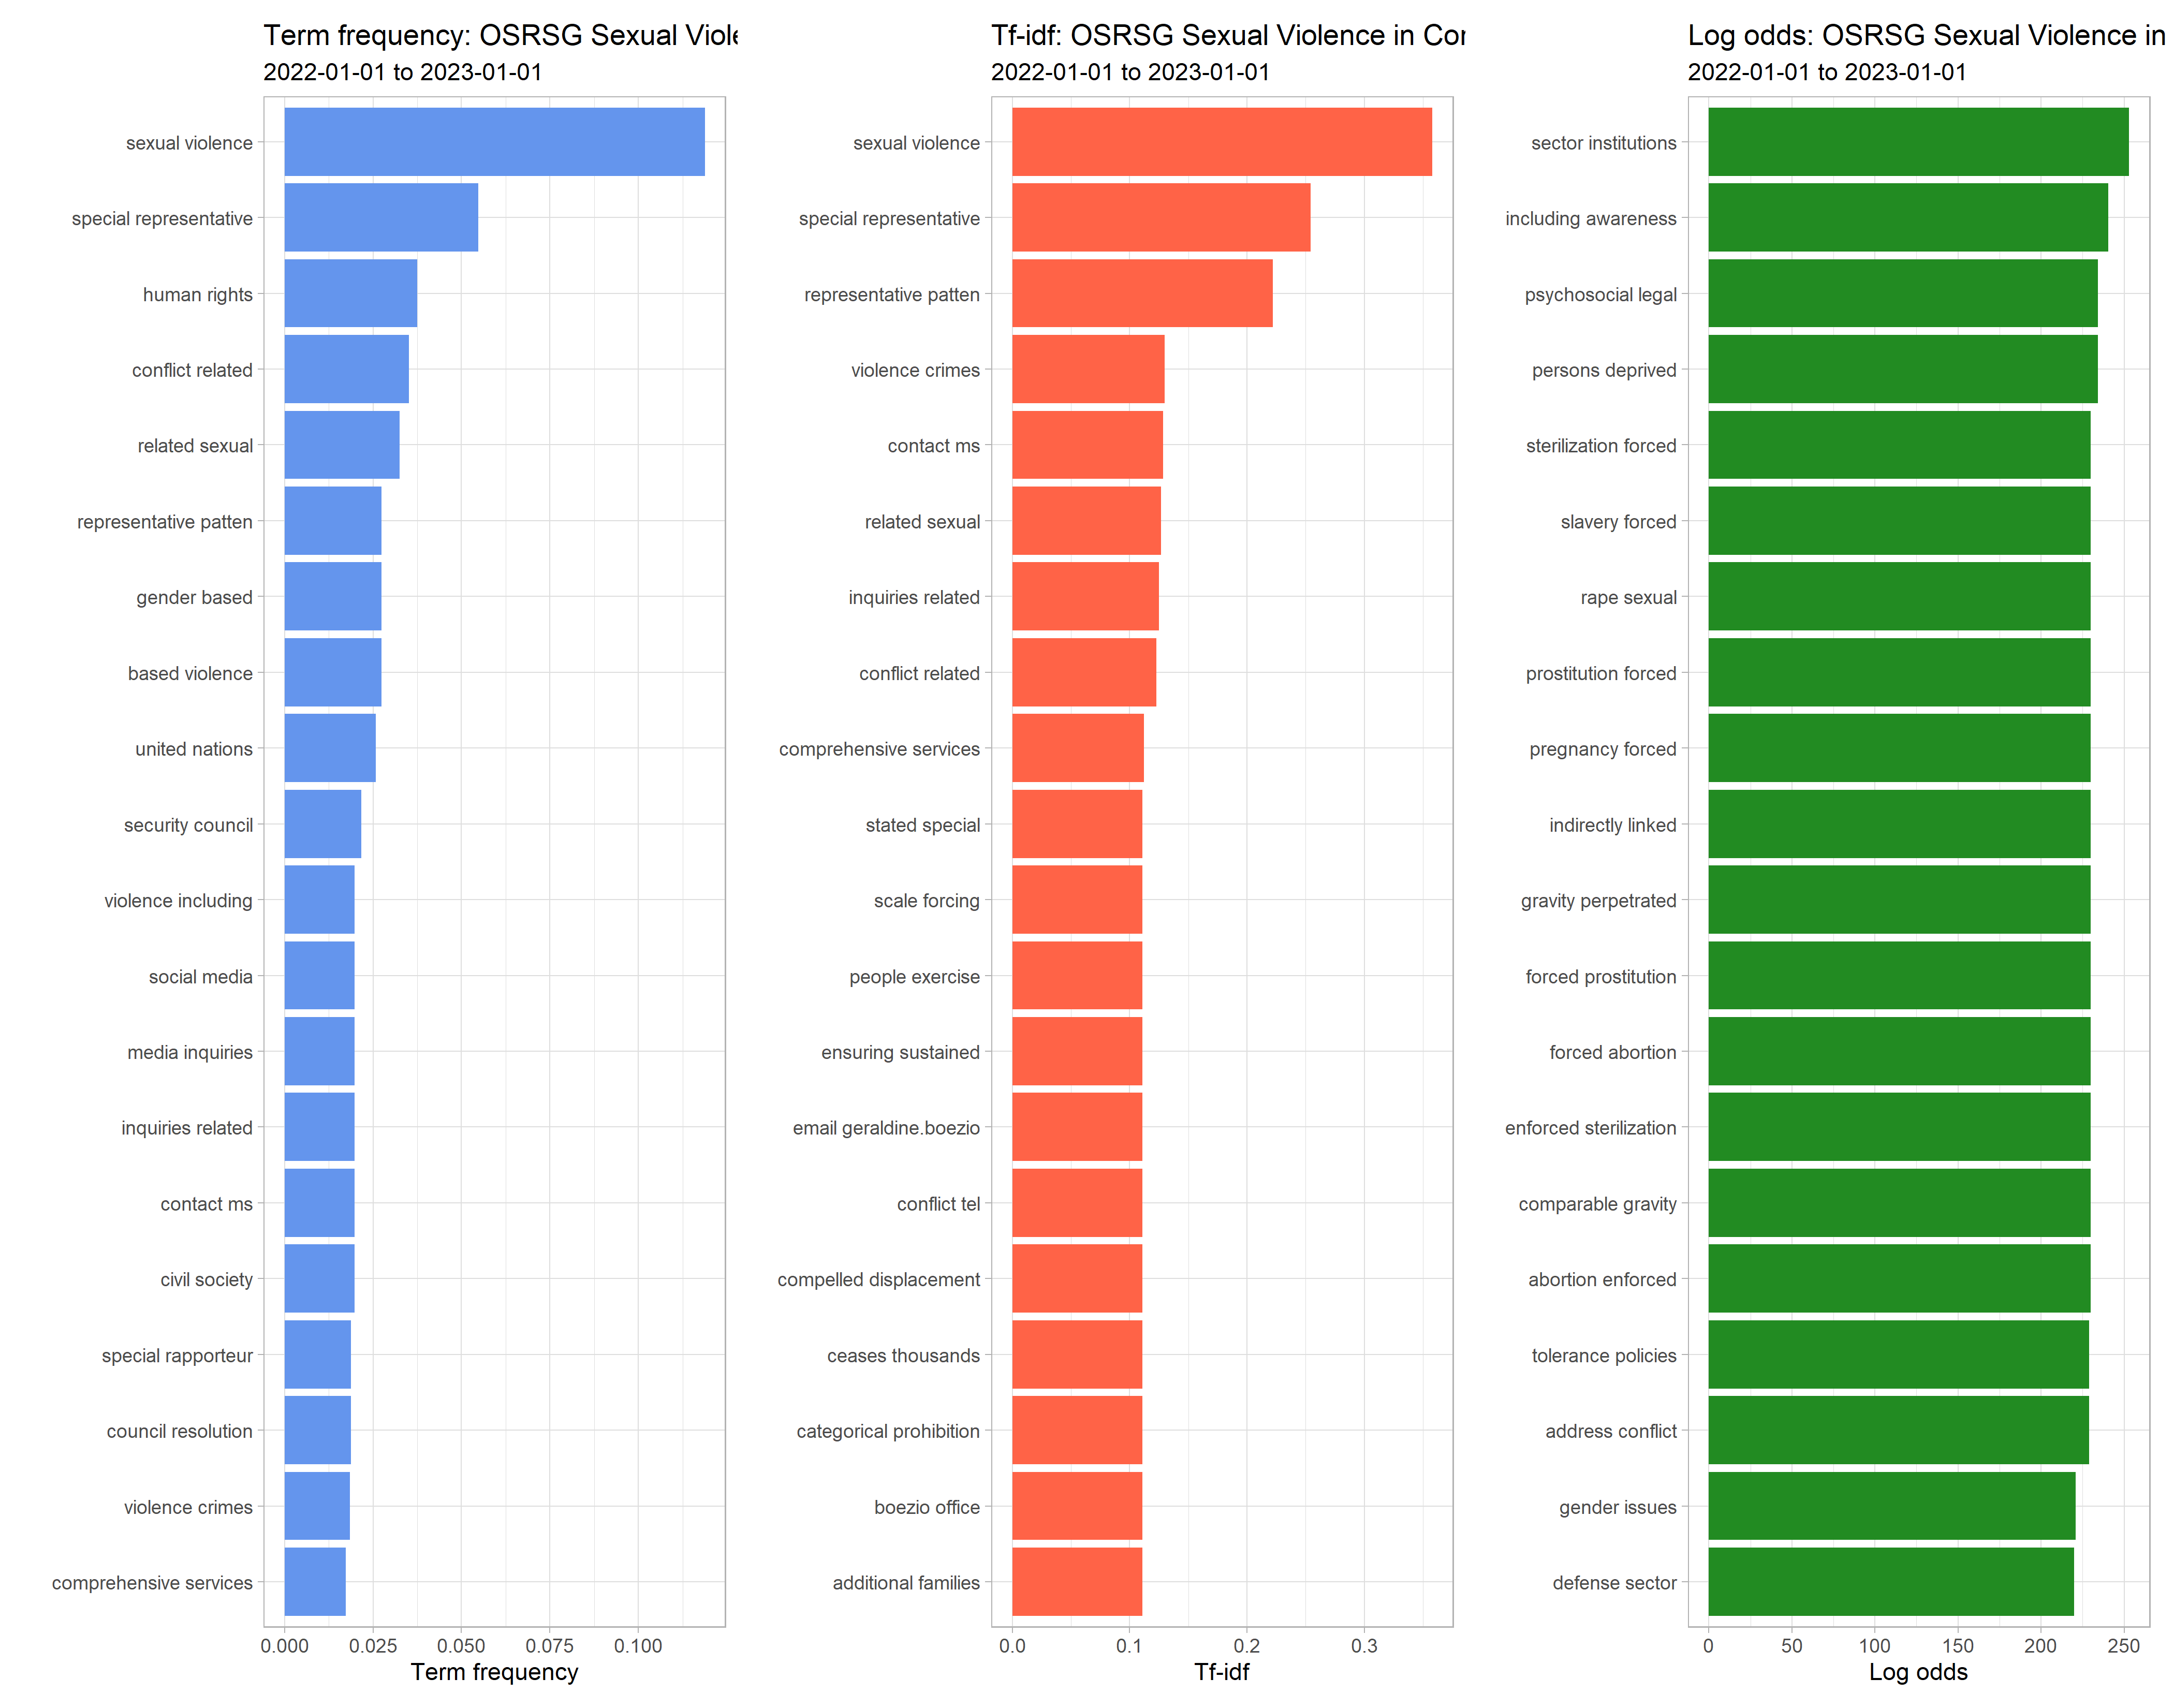 Term frequency: OSRSG Sexual Viole
2022-01-01 to 2023-01-01
sexual violence
special representative
human rights
conflict related
related sexual
representative patten
gender based
based violence
united nations
security council
violence including
social media
media inquiries
inquiries related
contact ms
civil society
special rapporteur
council resolution
violence crimes
comprehensive services
0.000 0.025 0.050 0.075 0.100
Term frequency
Tf-idf: OSRSG Sexual Violence in Con
2022-01-01 to 2023-01-01
sexual violence
special representative
representative patten
violence crimes
contact ms
related sexual
inquiries related
conflict related
comprehensive services
stated special
scale forcing
people exercise
ensuring sustained
email geraldine.boezio
conflict tel
compelled displacement
ceases thousands
categorical prohibition
boezio office
additional families
0.0 0.1 0.2 0.3
Tf-idf
Log odds: OSRSG Sexual Violence in
2022-01-01 to 2023-01-01
sector institutions
including awareness
psychosocial legal
persons deprived
sterilization forced
slavery forced
rape sexual
prostitution forced
pregnancy forced
indirectly linked
gravity perpetrated
forced prostitution
forced abortion
enforced sterilization
comparable gravity
abortion enforced
tolerance policies
address conflict
gender issues
defense sector
0 50 100 150 200 250
Log odds